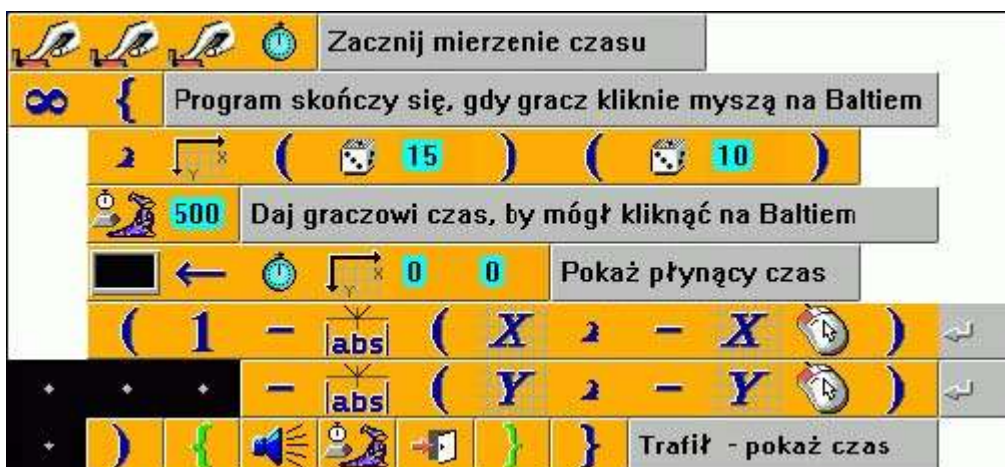 Zacznij mierzenie czasu
∞ { Program skończy się, gdy gracz kliknie myszą na Baltiem
X Y ( 15 ) ( 10 )
500 Daj graczowi czas, by mógł kliknąć na Baltiem
← X Y 0 0 Pokaż płynący czas
( 1 - abs ( X - X )
- abs ( Y - Y )
) { } } Trafił - pokaż czas